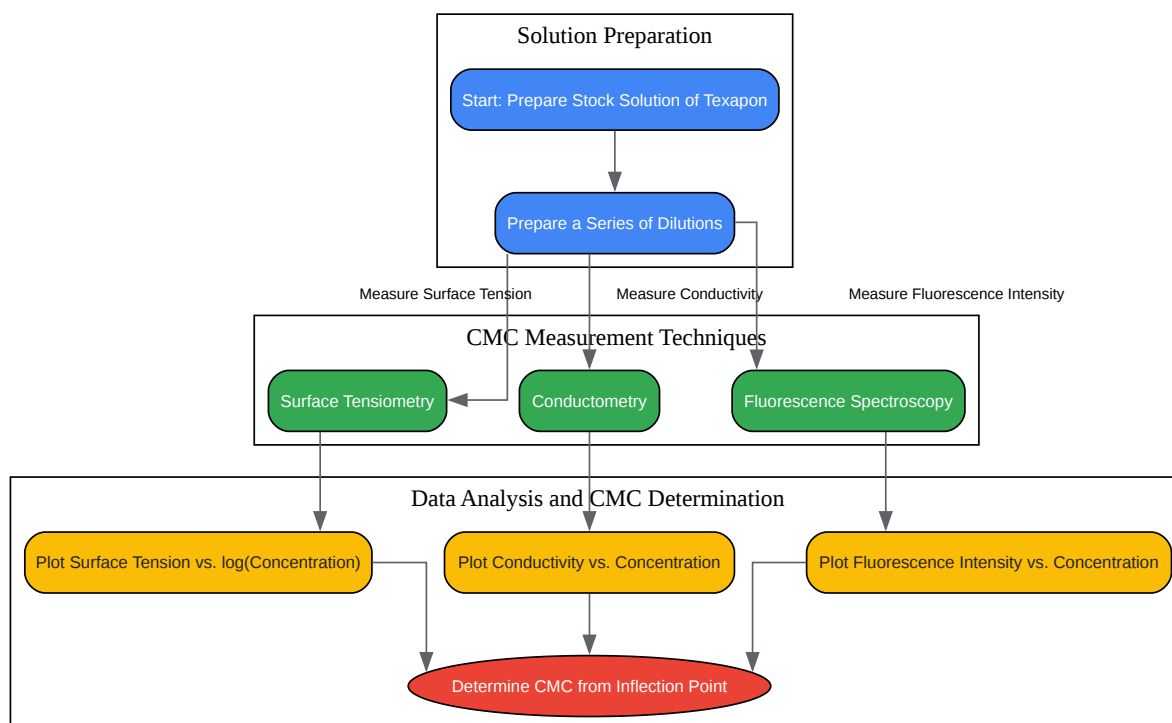 Solution Preparation
Start: Prepare Stock Solution of Texapon
Prepare a Series of Dilutions
Measure Surface Tension
Measure Conductivity
Measure Fluorescence Intensity
CMC Measurement Techniques
Surface Tensiometry
Conductometry
Fluorescence Spectroscopy
Data Analysis and CMC Determination
Plot Surface Tension vs. log(Concentration)
Plot Conductivity vs. Concentration
Plot Fluorescence Intensity vs. Concentration
Determine CMC from Inflection Point